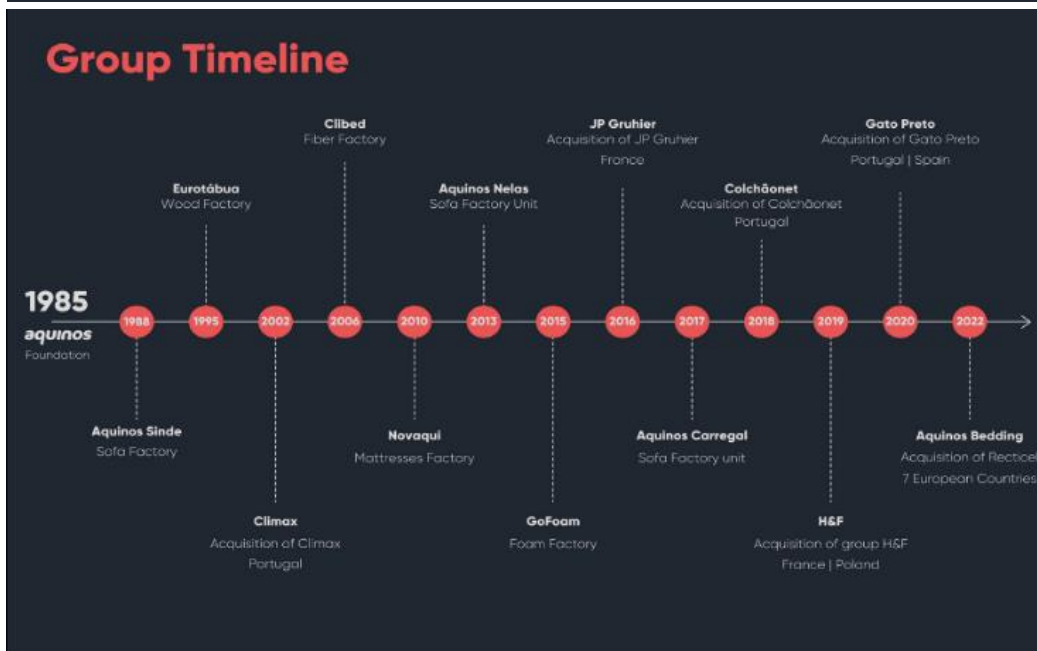 Group Timeline
Clibed
Fiber Factory
JP Gruhier
Acquisition of JP Gruhier
France
Gato Preto
Acquisition of Gato Preto
Portugal | Spain
Eurotábua
Wood Factory
Aquinos Nelas
Sofa Factory Unit
Colchãonet
Acquisition of Colchãonet
Portugal
1985
aquinos
Foundation
1988
1995
2002
2006
2010
2013
2015
2016
2017
2018
2019
2020
2022
Aquinos Sinde
Sofa Factory
Novaqui
Mattresses Factory
Aquinos Carregal
Sofa Factory unit
Aquinos Bedding
Acquisition of Recticel
7 European Countries
Climax
Acquisition of Climax
Portugal
GoFoam
Foam Factory
H&F
Acquisition of group H&F
France | Poland